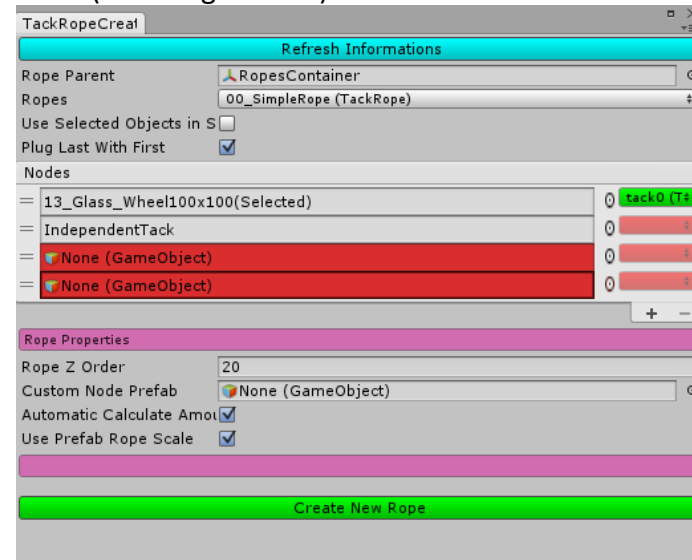 TackRopeCreat
Refresh Informations
Rope Parent RopesContainer
Ropes 00_SimpleRope (TackRope)
Use Selected Objects in S
Plug Last With First
Nodes
13_Glass_Wheel100x100(Selected) tack0 (T
IndependentTack
None (GameObject)
None (GameObject)
+ −
Rope Properties
Rope Z Order 20
Custom Node Prefab None (GameObject)
Automatic Calculate Amou
Use Prefab Rope Scale
Create New Rope